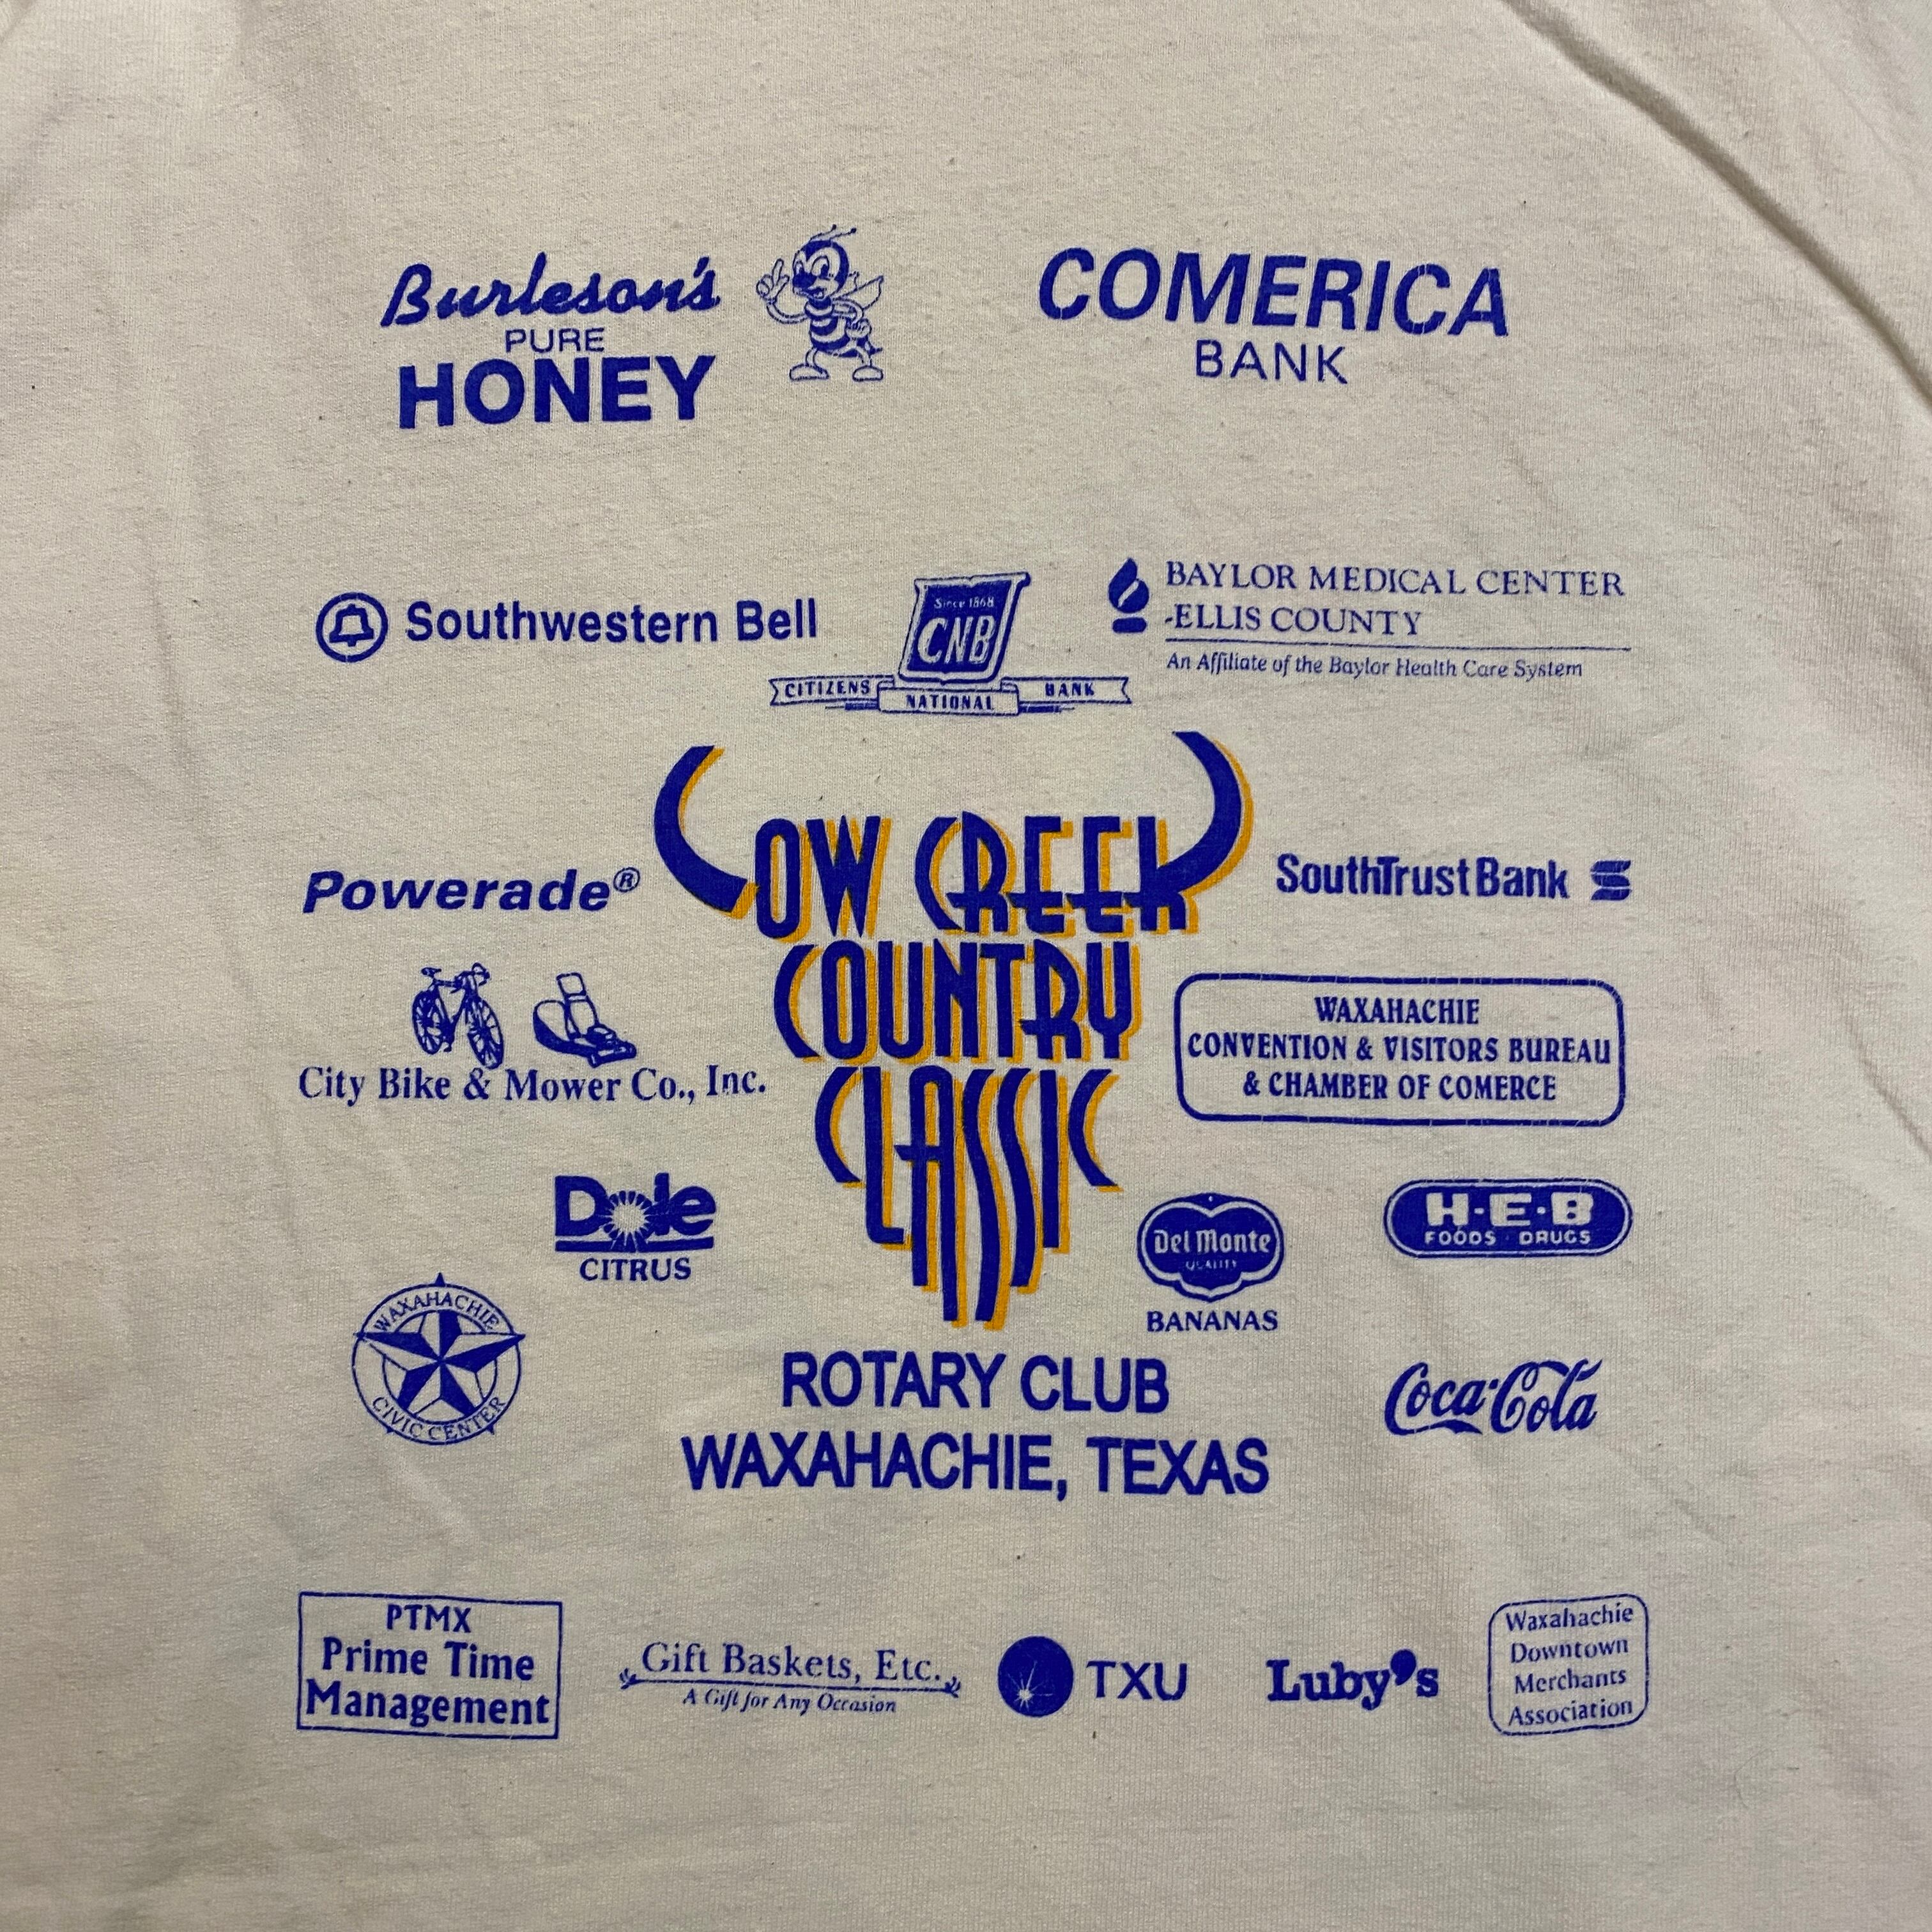 Burleson's
PURE
HONEY
COMERICA
BANK
Southwestern Bell
Since 1868
CNB
CITIZENS NATIONAL BANK
BAYLOR MEDICAL CENTER
-ELLIS COUNTY
An Affiliate of the Baylor Health Care System
COW CREEK
COUNTRY
CLASSIC
Powerade®
SouthTrust Bank
City Bike & Mower Co., Inc.
WAXAHACHIE
CONVENTION & VISITORS BUREAU
& CHAMBER OF COMERCE
Dole
CITRUS
Del Monte
QUALITY
BANANAS
H·E·B
FOODS · DRUGS
WAXAHACHIE
CIVIC CENTER
ROTARY CLUB
WAXAHACHIE, TEXAS
Coca-Cola
PTMX
Prime Time
Management
Gift Baskets, Etc.
A Gift for Any Occasion
TXU
Luby's
Waxahachie
Downtown
Merchants
Association